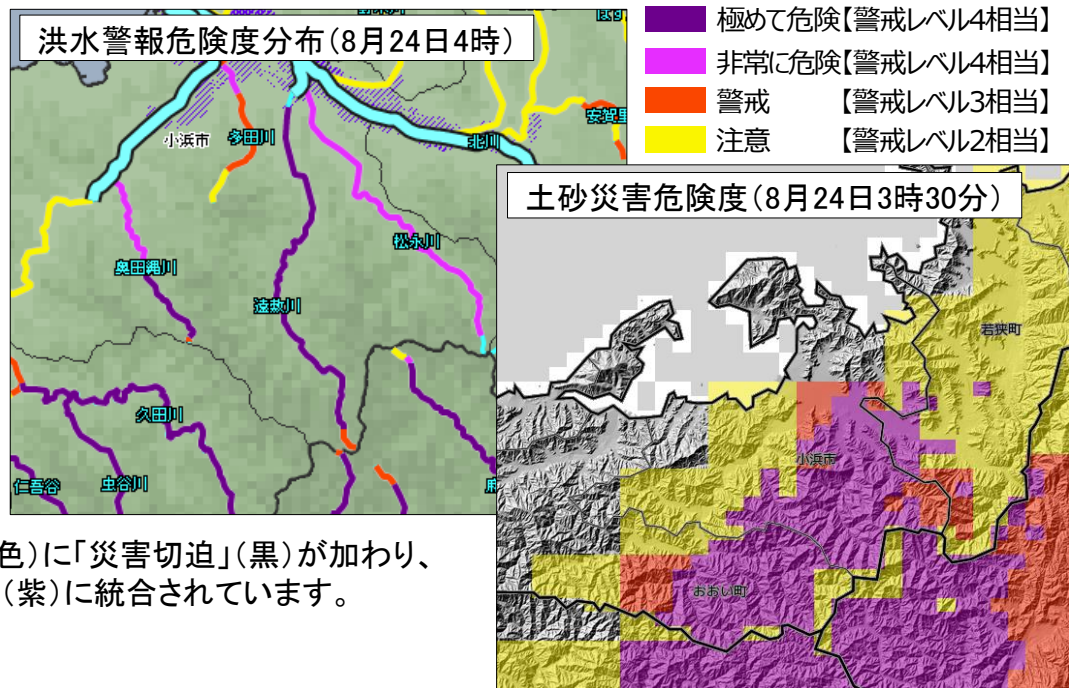 洪水警報危険度分布(8月24日4時)
極めて危険【警戒レベル4相当】
非常に危険【警戒レベル4相当】
警戒 【警戒レベル3相当】
注意 【警戒レベル2相当】
小浜市
多田川
北川
安賀里
松永川
奥田縄川
遠敷川
久田川
仁吾谷
虫谷川
土砂災害危険度(8月24日3時30分)
若狭町
小浜市
おおい町
色)に「災害切迫」(黒)が加わり、
(紫)に統合されています。